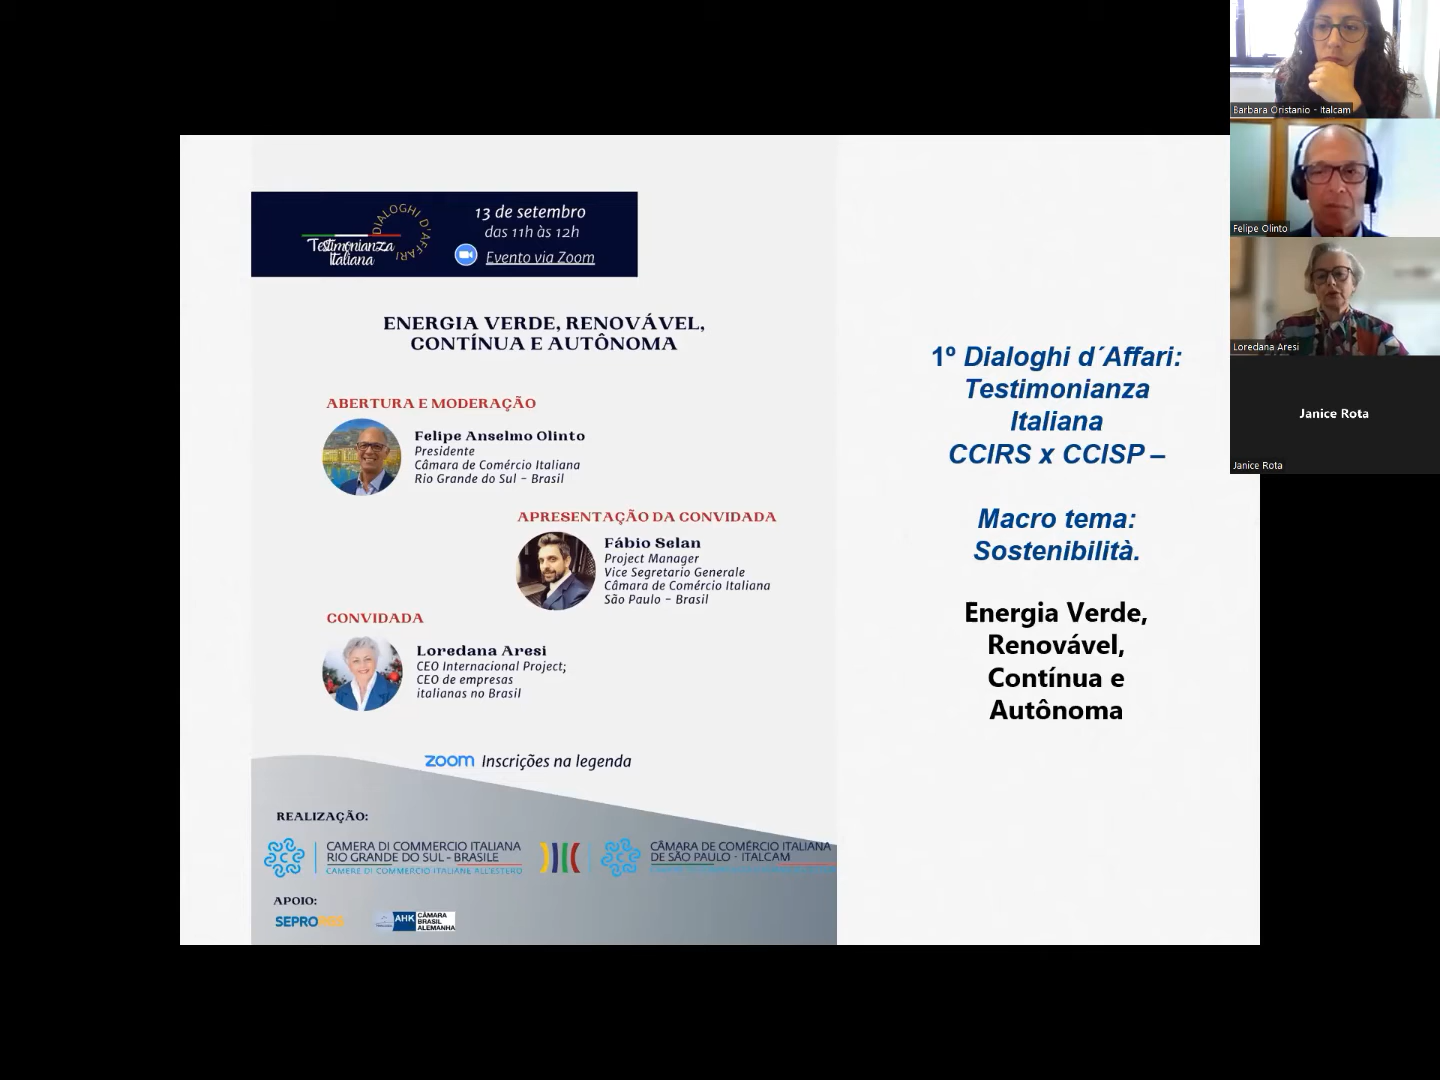 DIALOGHI D'AFFARI
Testimonianza
Italiana
13 de setembro
das 11h às 12h
Evento via Zoom
ENERGIA VERDE, RENOVÁVEL,
CONTÍNUA E AUTÔNOMA
ABERTURA E MODERAÇÃO
Felipe Anselmo Olinto
Presidente
Câmara de Comércio Italiana
Rio Grande do Sul - Brasil
APRESENTAÇÃO DA CONVIDADA
Fábio Selan
Project Manager
Vice Segretario Generale
Câmara de Comércio Italiana
São Paulo - Brasil
CONVIDADA
Loredana Aresi
CEO Internacional Project;
CEO de empresas
italianas no Brasil
zoom Inscrições na legenda
REALIZAÇÃO:
CAMERA DI COMMERCIO ITALIANA
RIO GRANDE DO SUL - BRASILE
CAMERE DI COMMERCIO ITALIANE ALL'ESTERO
CÂMARA DE COMÉRCIO ITALIANA
DE SÃO PAULO - ITALCAM
APOIO:
SEPRO
AHK
CÂMARA
BRASIL
ALEMANHA
1º Dialoghi d´Affari:
Testimonianza
Italiana
CCIRS x CCISP –
Macro tema:
Sostenibilità.
Energia Verde,
Renovável,
Contínua e
Autônoma
Barbara Oristanio - Italcam
Felipe Olinto
Loredana Aresi
Janice Rota
Janice Rota